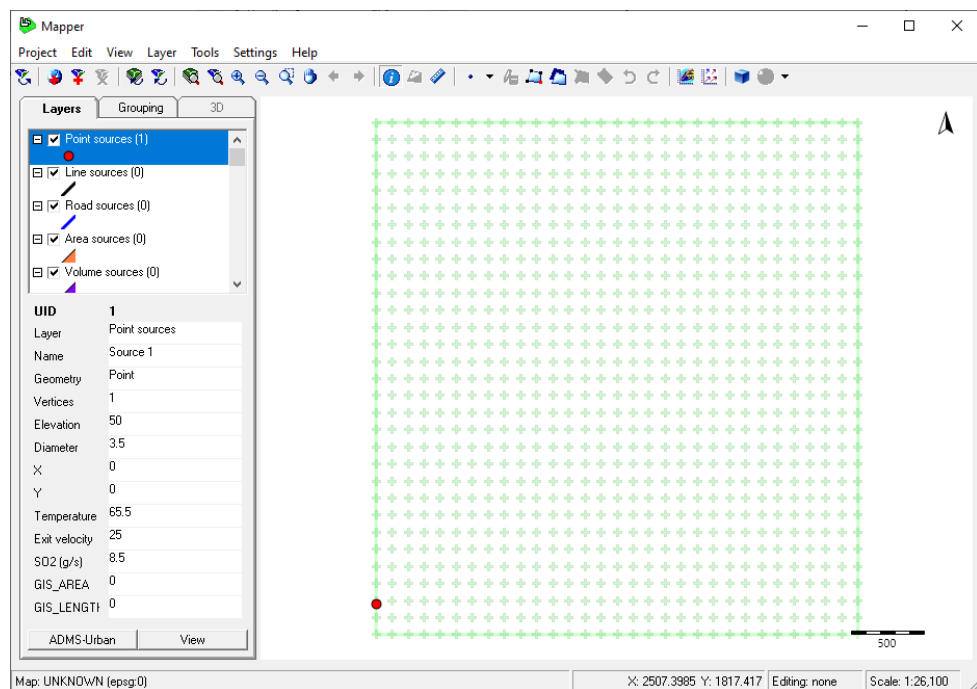 Mapper
Project Edit View Layer Tools Settings Help
Layers Grouping 3D
Point sources (1)
Line sources (0)
Road sources (0)
Area sources (0)
Volume sources (0)
UID 1
Layer Point sources
Name Source 1
Geometry Point
Vertices 1
Elevation 50
Diameter 3.5
X 0
Y 0
Temperature 65.5
Exit velocity 25
SO2 (g/s) 8.5
GIS_AREA 0
GIS_LENGTH 0
ADMS-Urban View
500
Map: UNKNOWN (epsg:0) X: 2507.3985 Y: 1817.417 Editing: none Scale: 1:26,100